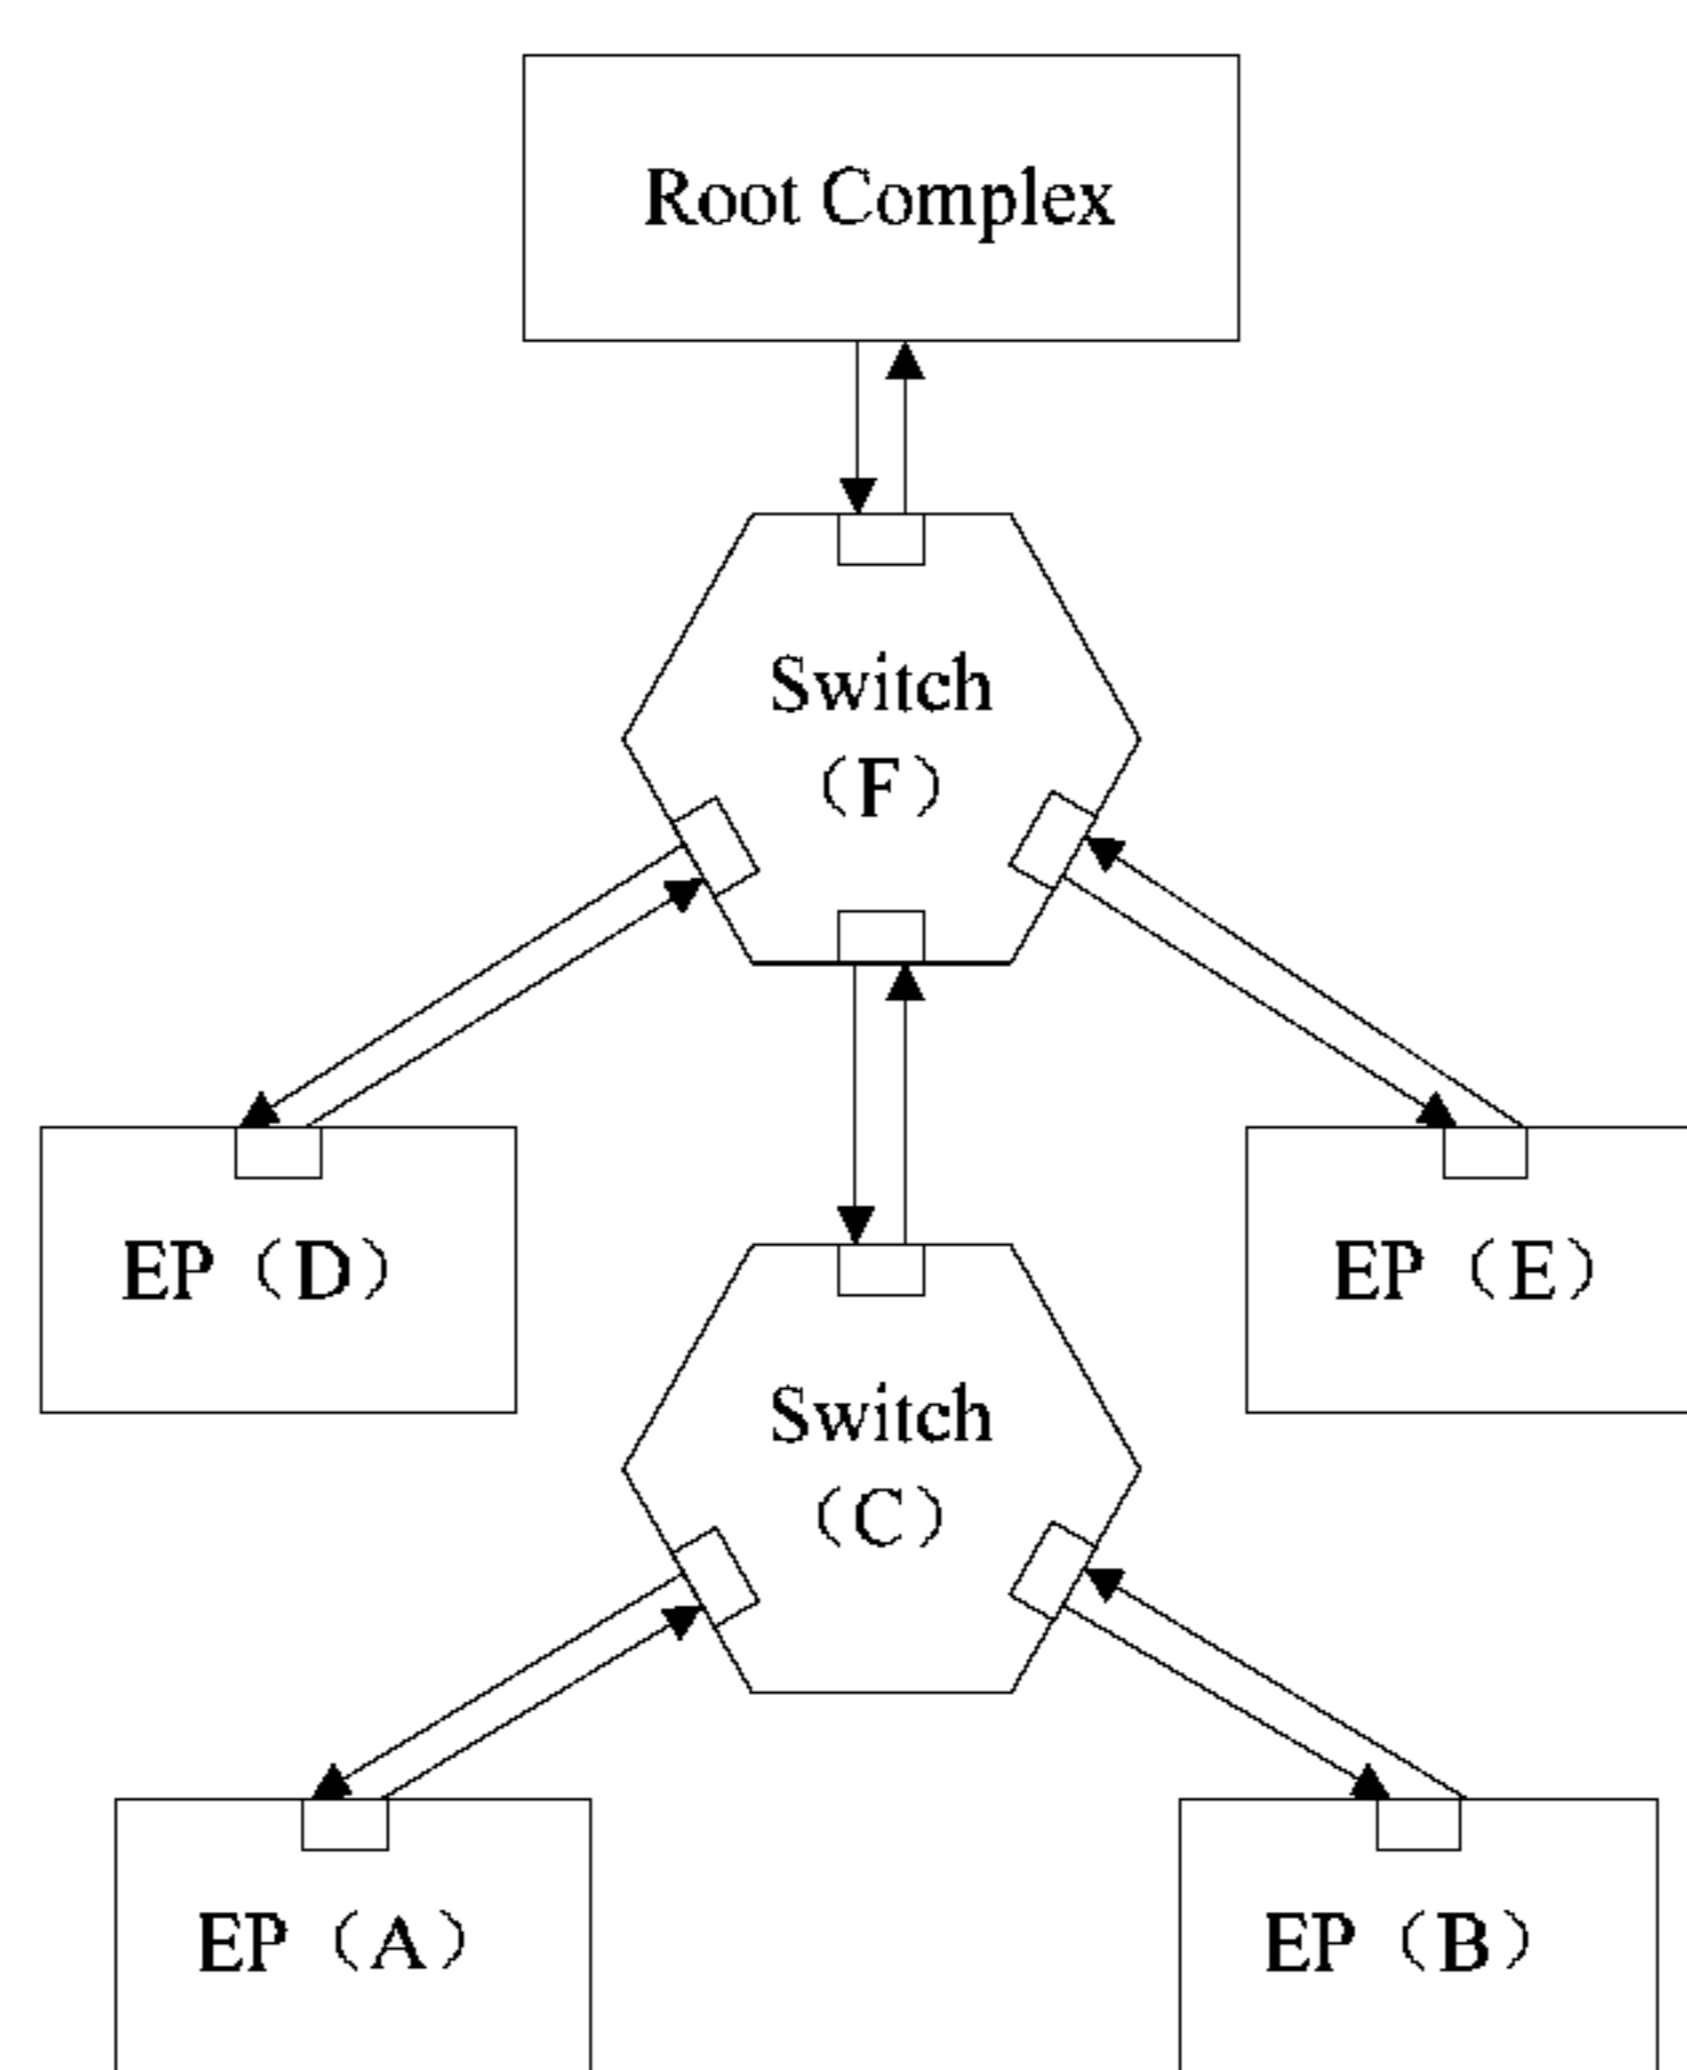 Root Complex
Switch
（F）
EP（D）
EP（E）
Switch
（C）
EP（A）
EP（B）